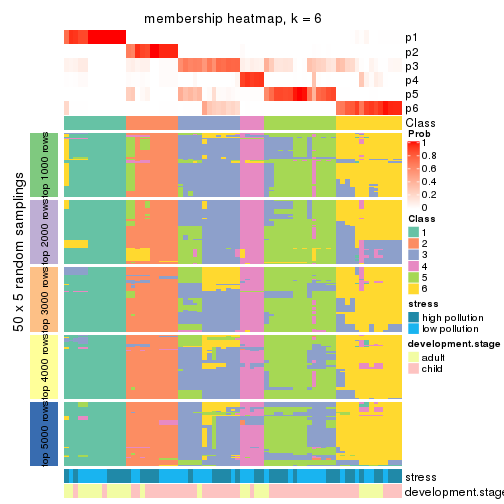 membership heatmap, k = 6
p1
p2
p3
p4
p5
p6
Class
50 x 5 random samplings
top 1000 rows
top 2000 rows
top 3000 rows
top 4000 rows
top 5000 rows
stress
development.stage
Prob
1
0.8
0.6
0.4
0.2
0
Class
1
2
3
4
5
6
stress
high pollution
low pollution
development.stage
adult
child